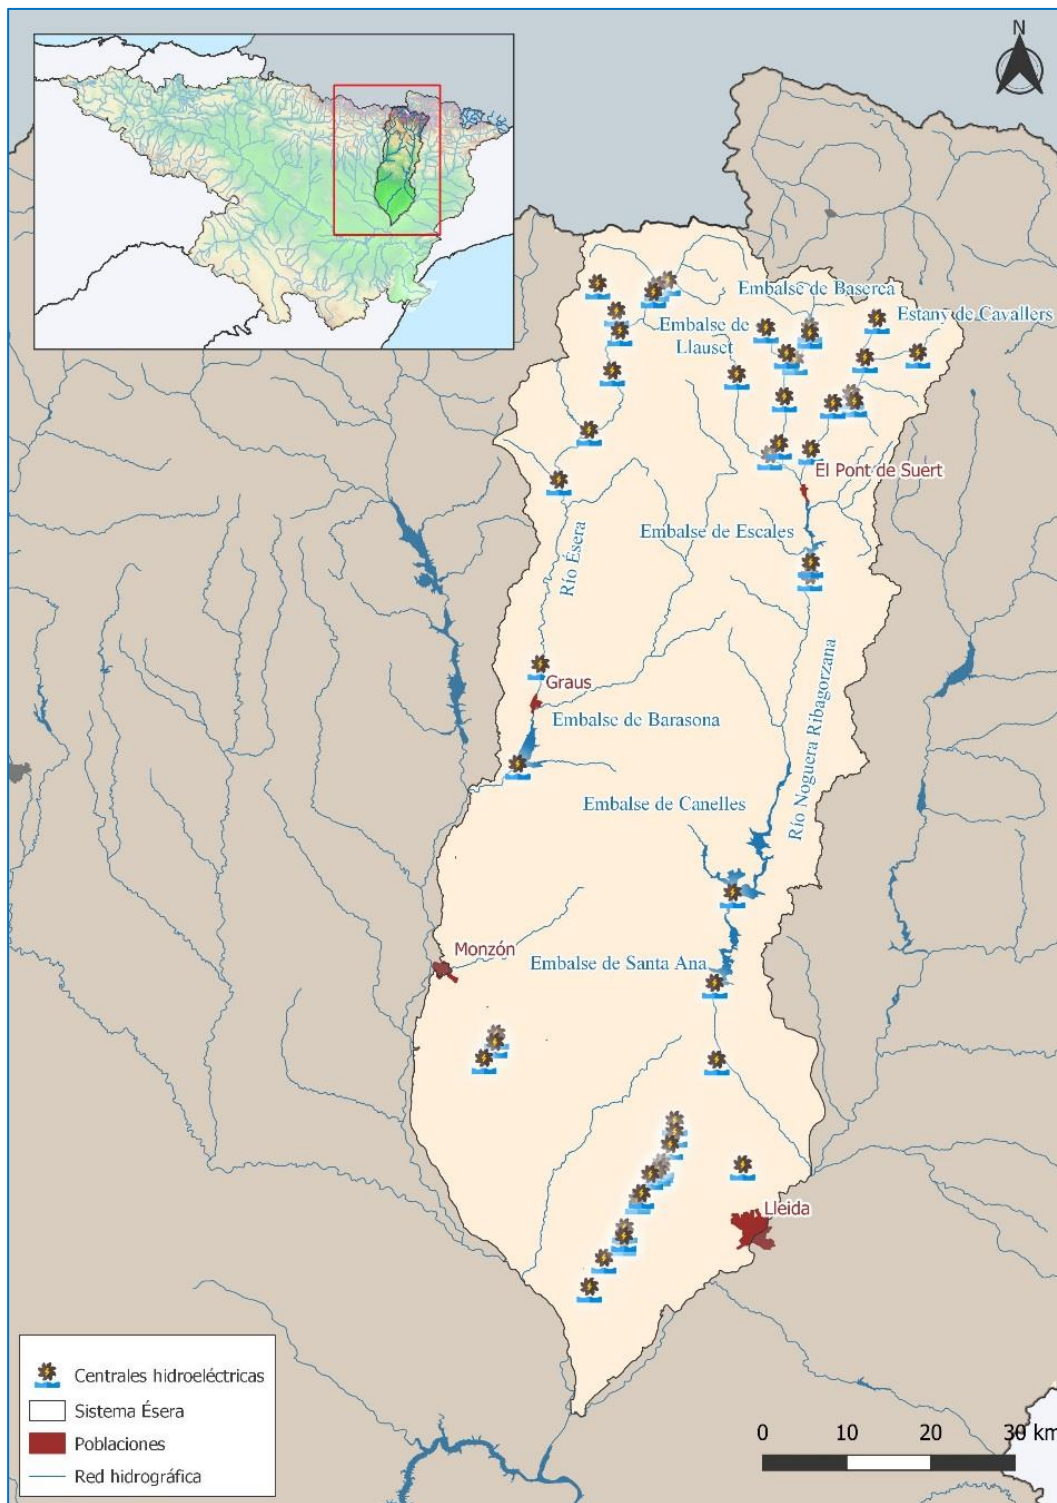 N
Embalse de Baserca
Estany de Cavallers
Embalse de
Llauset
El Pont de Suert
Embalse de Escales
Río Ésera
Graus
Embalse de Barasona
Río Noguera Ribagorzana
Embalse de Canelles
Monzón
Embalse de Santa Ana
Lleida
Centrales hidroeléctricas
Sistema Ésera
Poblaciones
Red hidrográfica
0 10 20 30 km